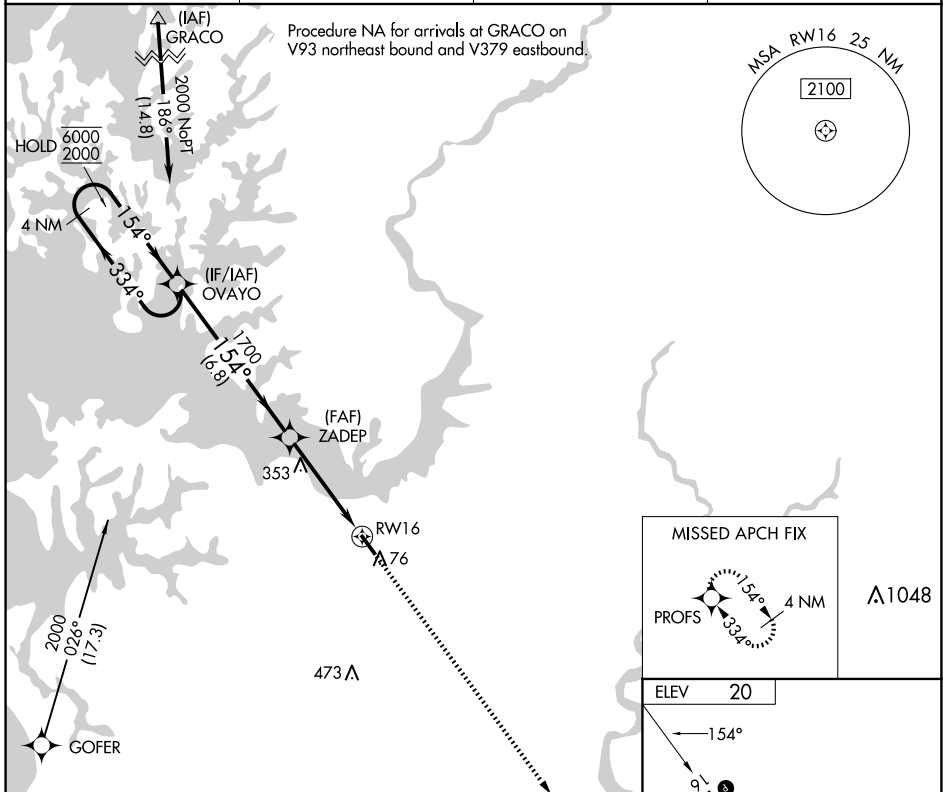 (IAF)
GRACO
Procedure NA for arrivals at GRACO on
V93 northeast bound and V379 eastbound.
MSA RW16 25 NM
2100
2000 NoPT
186°
(14.8)
HOLD
6000
2000
4 NM
154°
334°
(IF/IAF)
OVAYO
1700
154°
(6.8)
(FAF)
ZADEP
353
RW16
76
2000
026°
(17.3)
GOFER
473
MISSED APCH FIX
PROFS
154°
334°
4 NM
1048
ELEV 20
154°
16
P